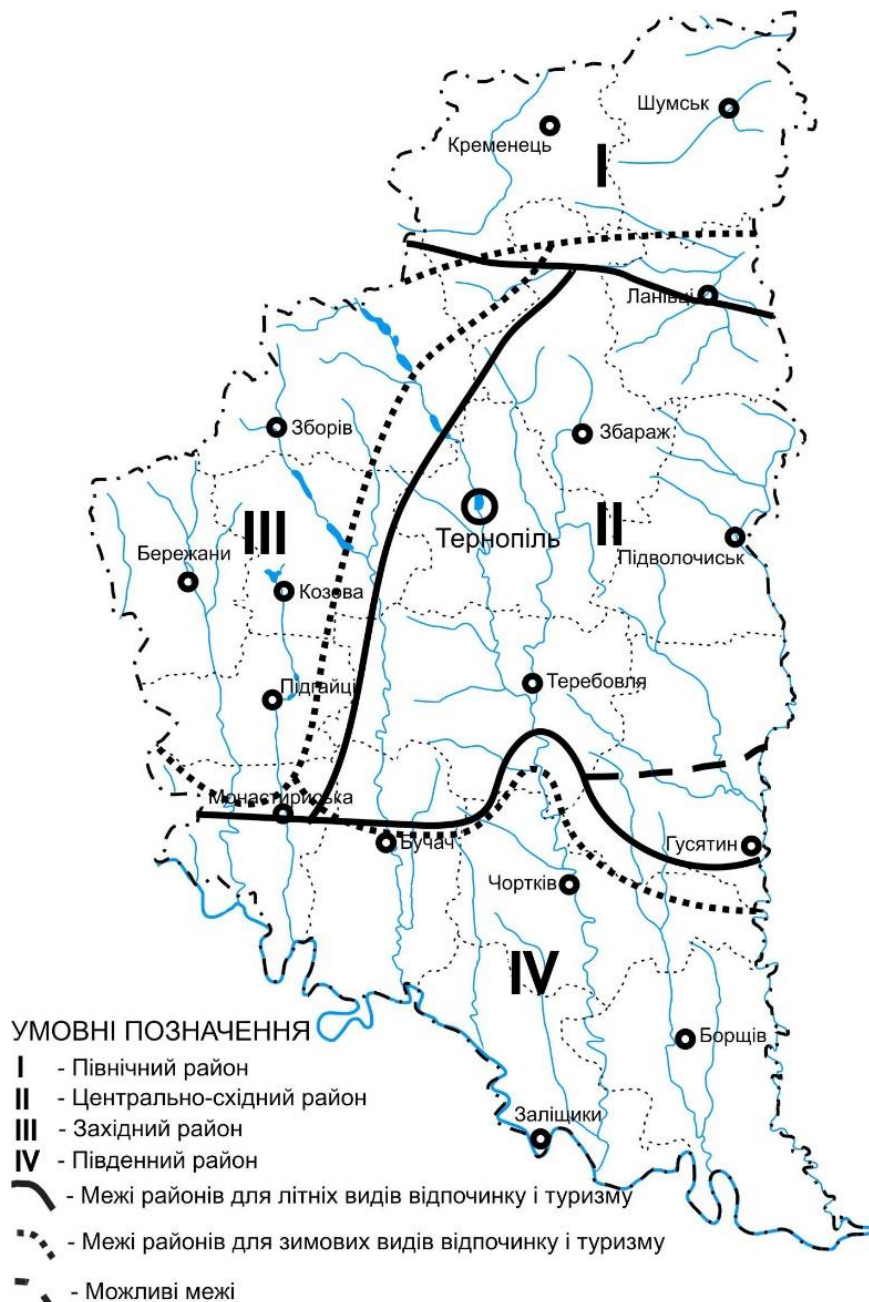 Шумськ
Кременець
I
Ланівці
Зборів
Збараж
III
Тернопіль
II
Підволочиськ
Бережани
Козова
Підгайці
Теребовля
Монастириська
Бучач
Гусятин
Чортків
IV
Борщів
Заліщики
УМОВНІ ПОЗНАЧЕННЯ
I - Північний район
II - Центрально-східний район
III - Західний район
IV - Південний район
- Межі районів для літніх видів відпочинку і туризму
- Межі районів для зимових видів відпочинку і туризму
- Можливі межі